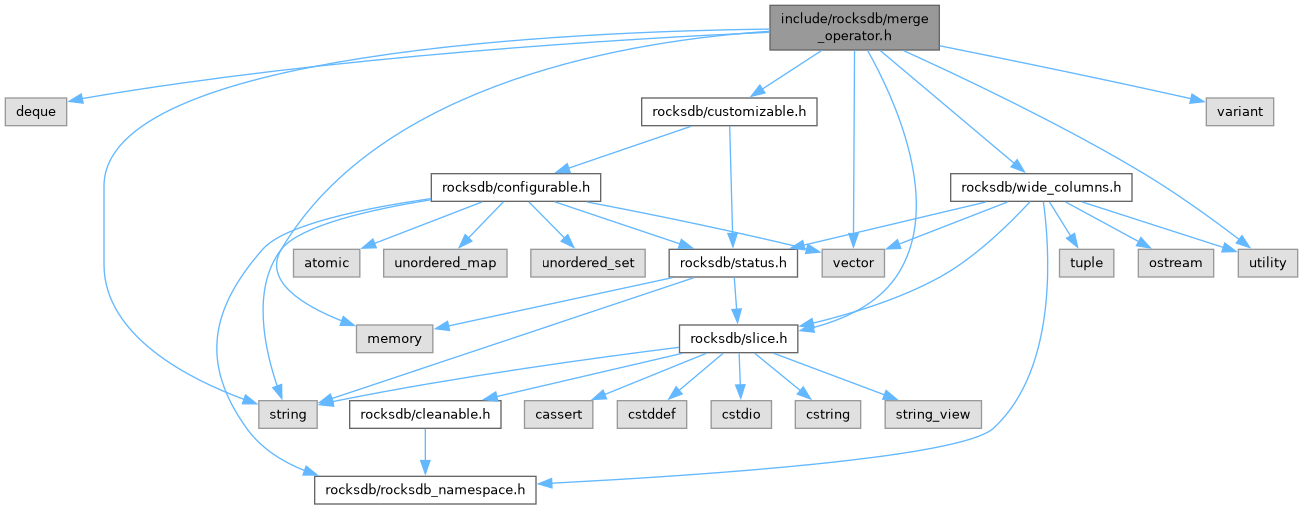 include/rocksdb/merge
_operator.h
deque
rocksdb/customizable.h
variant
rocksdb/configurable.h
rocksdb/wide_columns.h
atomic
unordered_map
unordered_set
rocksdb/status.h
vector
tuple
ostream
utility
memory
rocksdb/slice.h
string
rocksdb/cleanable.h
cassert
cstddef
cstdio
cstring
string_view
rocksdb/rocksdb_namespace.h